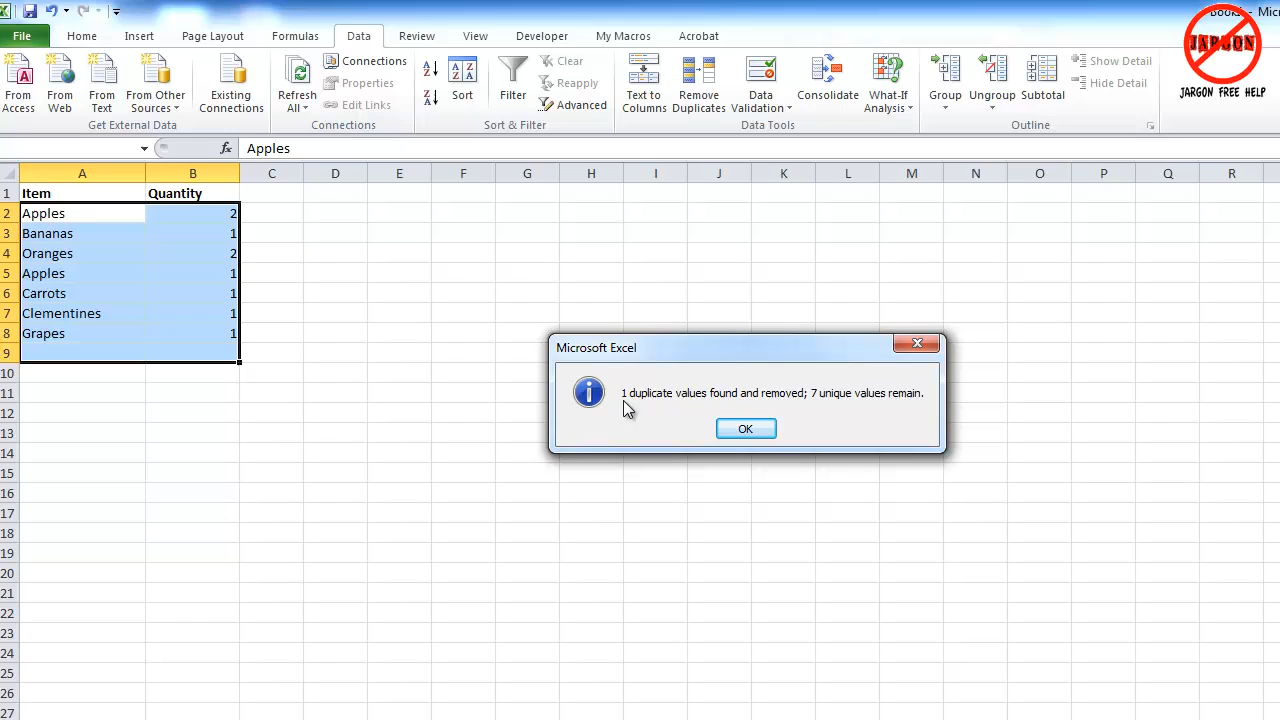 Book1 - Mic
File Home Insert Page Layout Formulas Data Review View Developer My Macros Acrobat
From Access
From Web
From Text
From Other Sources
Existing Connections
Get External Data
Refresh All
Connections
Properties
Edit Links
Connections
Sort
Filter
Clear
Reapply
Advanced
Sort & Filter
Text to Columns
Remove Duplicates
Data Validation
Consolidate
What-If Analysis
Data Tools
Group
Ungroup
Subtotal
Show Detail
Hide Detail
Outline
JARGON
JARGON FREE HELP
fx Apples
A B C D E F G H I J K L M N O P Q R
1 Item Quantity
2 Apples 2
3 Bananas 1
4 Oranges 2
5 Apples 1
6 Carrots 1
7 Clementines 1
8 Grapes 1
9
10
11
12
13
14
15
16
17
18
19
20
21
22
23
24
25
26
27
Microsoft Excel
1 duplicate values found and removed; 7 unique values remain.
OK